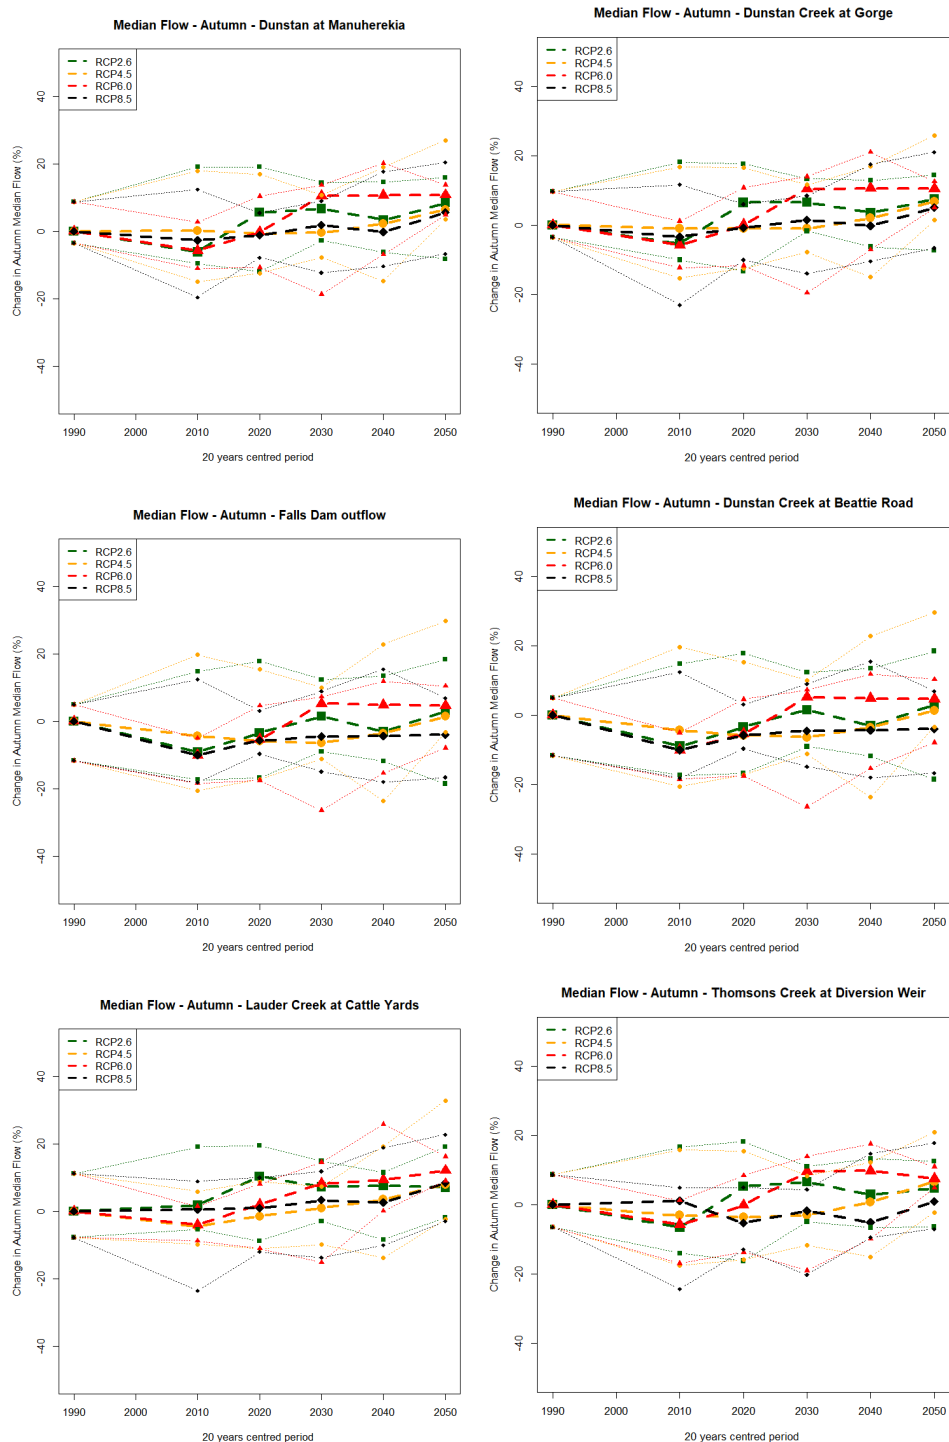 Median Flow - Autumn - Dunstan at Manuherekia
RCP2.6
RCP4.5
RCP6.0
RCP8.5
Change in Autumn Median Flow (%)
40
20
0
-20
-40
1990 2000 2010 2020 2030 2040 2050
20 years centred period
Median Flow - Autumn - Dunstan Creek at Gorge
RCP2.6
RCP4.5
RCP6.0
RCP8.5
Change in Autumn Median Flow (%)
40
20
0
-20
-40
1990 2000 2010 2020 2030 2040 2050
20 years centred period
Median Flow - Autumn - Falls Dam outflow
RCP2.6
RCP4.5
RCP6.0
RCP8.5
Change in Autumn Median Flow (%)
40
20
0
-20
-40
1990 2000 2010 2020 2030 2040 2050
20 years centred period
Median Flow - Autumn - Dunstan Creek at Beattie Road
RCP2.6
RCP4.5
RCP6.0
RCP8.5
Change in Autumn Median Flow (%)
40
20
0
-20
-40
1990 2000 2010 2020 2030 2040 2050
20 years centred period
Median Flow - Autumn - Lauder Creek at Cattle Yards
RCP2.6
RCP4.5
RCP6.0
RCP8.5
Change in Autumn Median Flow (%)
40
20
0
-20
-40
1990 2000 2010 2020 2030 2040 2050
20 years centred period
Median Flow - Autumn - Thomsons Creek at Diversion Weir
RCP2.6
RCP4.5
RCP6.0
RCP8.5
Change in Autumn Median Flow (%)
40
20
0
-20
-40
1990 2000 2010 2020 2030 2040 2050
20 years centred period